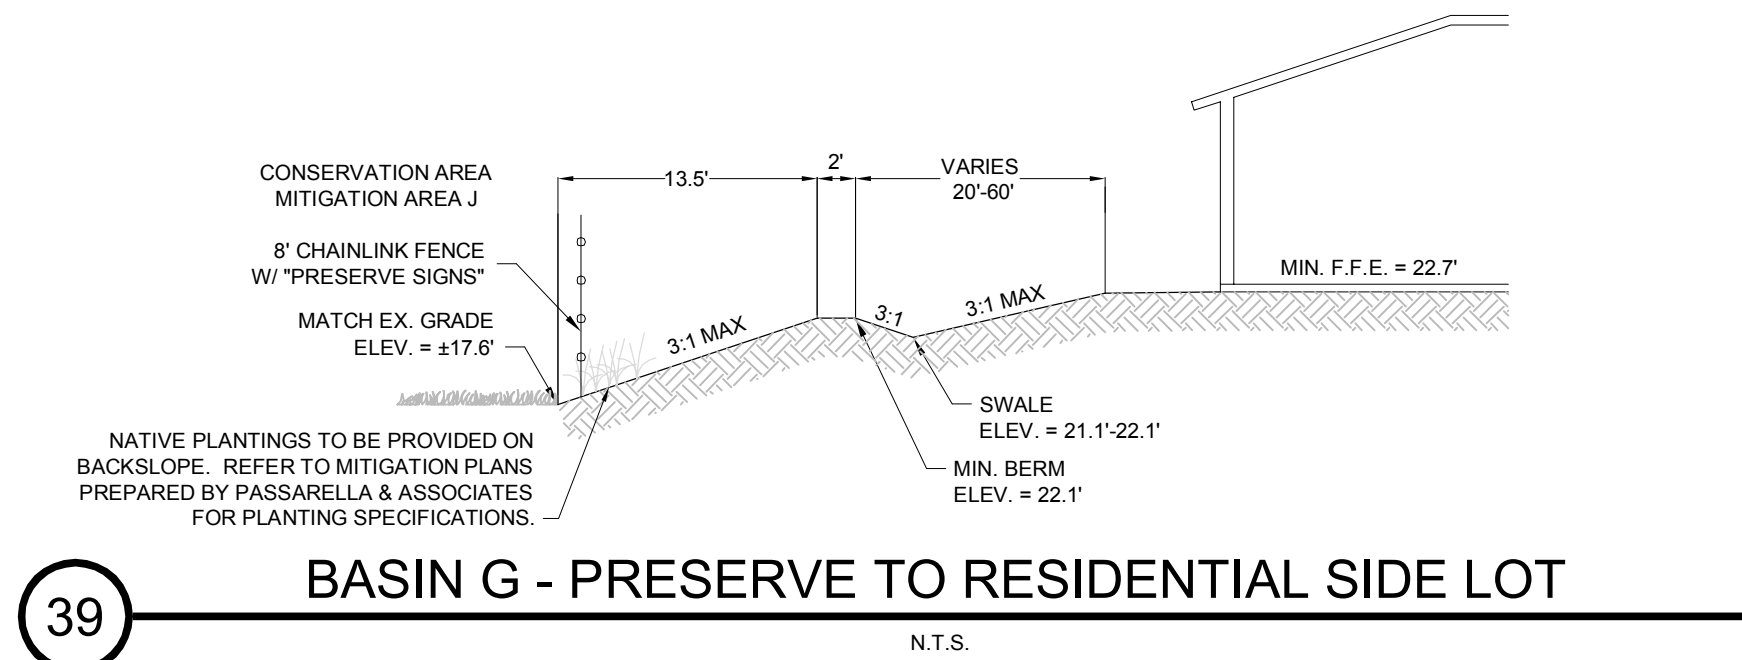 CONSERVATION AREA
MITIGATION AREA J
8' CHAINLINK FENCE
W/ "PRESERVE SIGNS"
MATCH EX. GRADE
ELEV. = ±17.6'
NATIVE PLANTINGS TO BE PROVIDED ON
BACKSLOPE. REFER TO MITIGATION PLANS
PREPARED BY PASSARELLA & ASSOCIATES
FOR PLANTING SPECIFICATIONS.
13.5'
2'
VARIES
20'-60'
3:1 MAX
3:1
3:1 MAX
MIN. F.F.E. = 22.7'
SWALE
ELEV. = 21.1'-22.1'
MIN. BERM
ELEV. = 22.1'
39
BASIN G - PRESERVE TO RESIDENTIAL SIDE LOT
N.T.S.